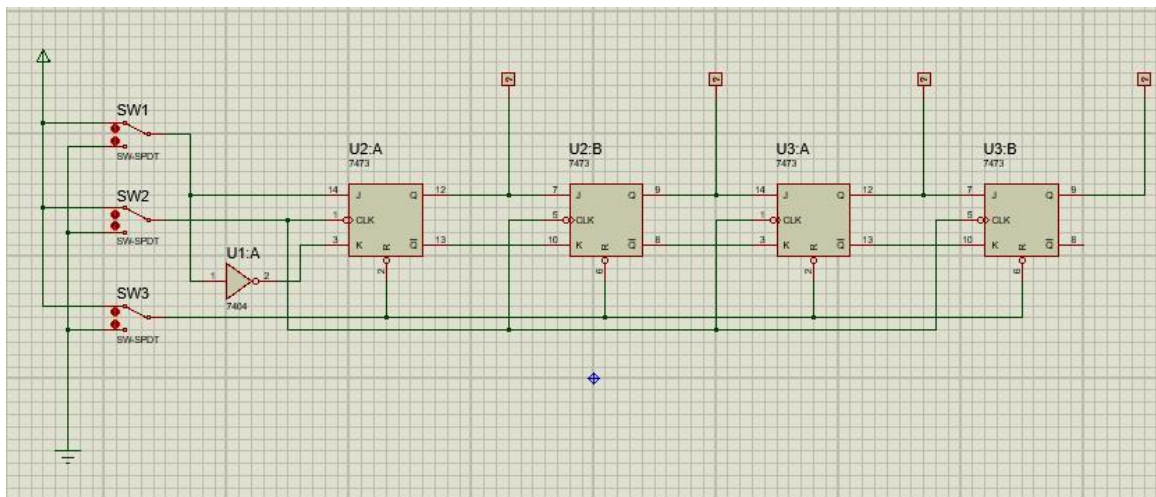 ? ? ? ?
SW1
SW-SPDT
U2:A
7473
U2:B
7473
U3:A
7473
U3:B
7473
14 J Q 12
7 J Q 9
14 J Q 12
7 J Q 9
SW2
SW-SPDT
1 CLK
5 CLK
1 CLK
5 CLK
3 K R Q 13
10 K R Q 8
3 K R Q 13
10 K R Q 8
2
6
2
6
U1:A
1 2
7404
SW3
SW-SPDT